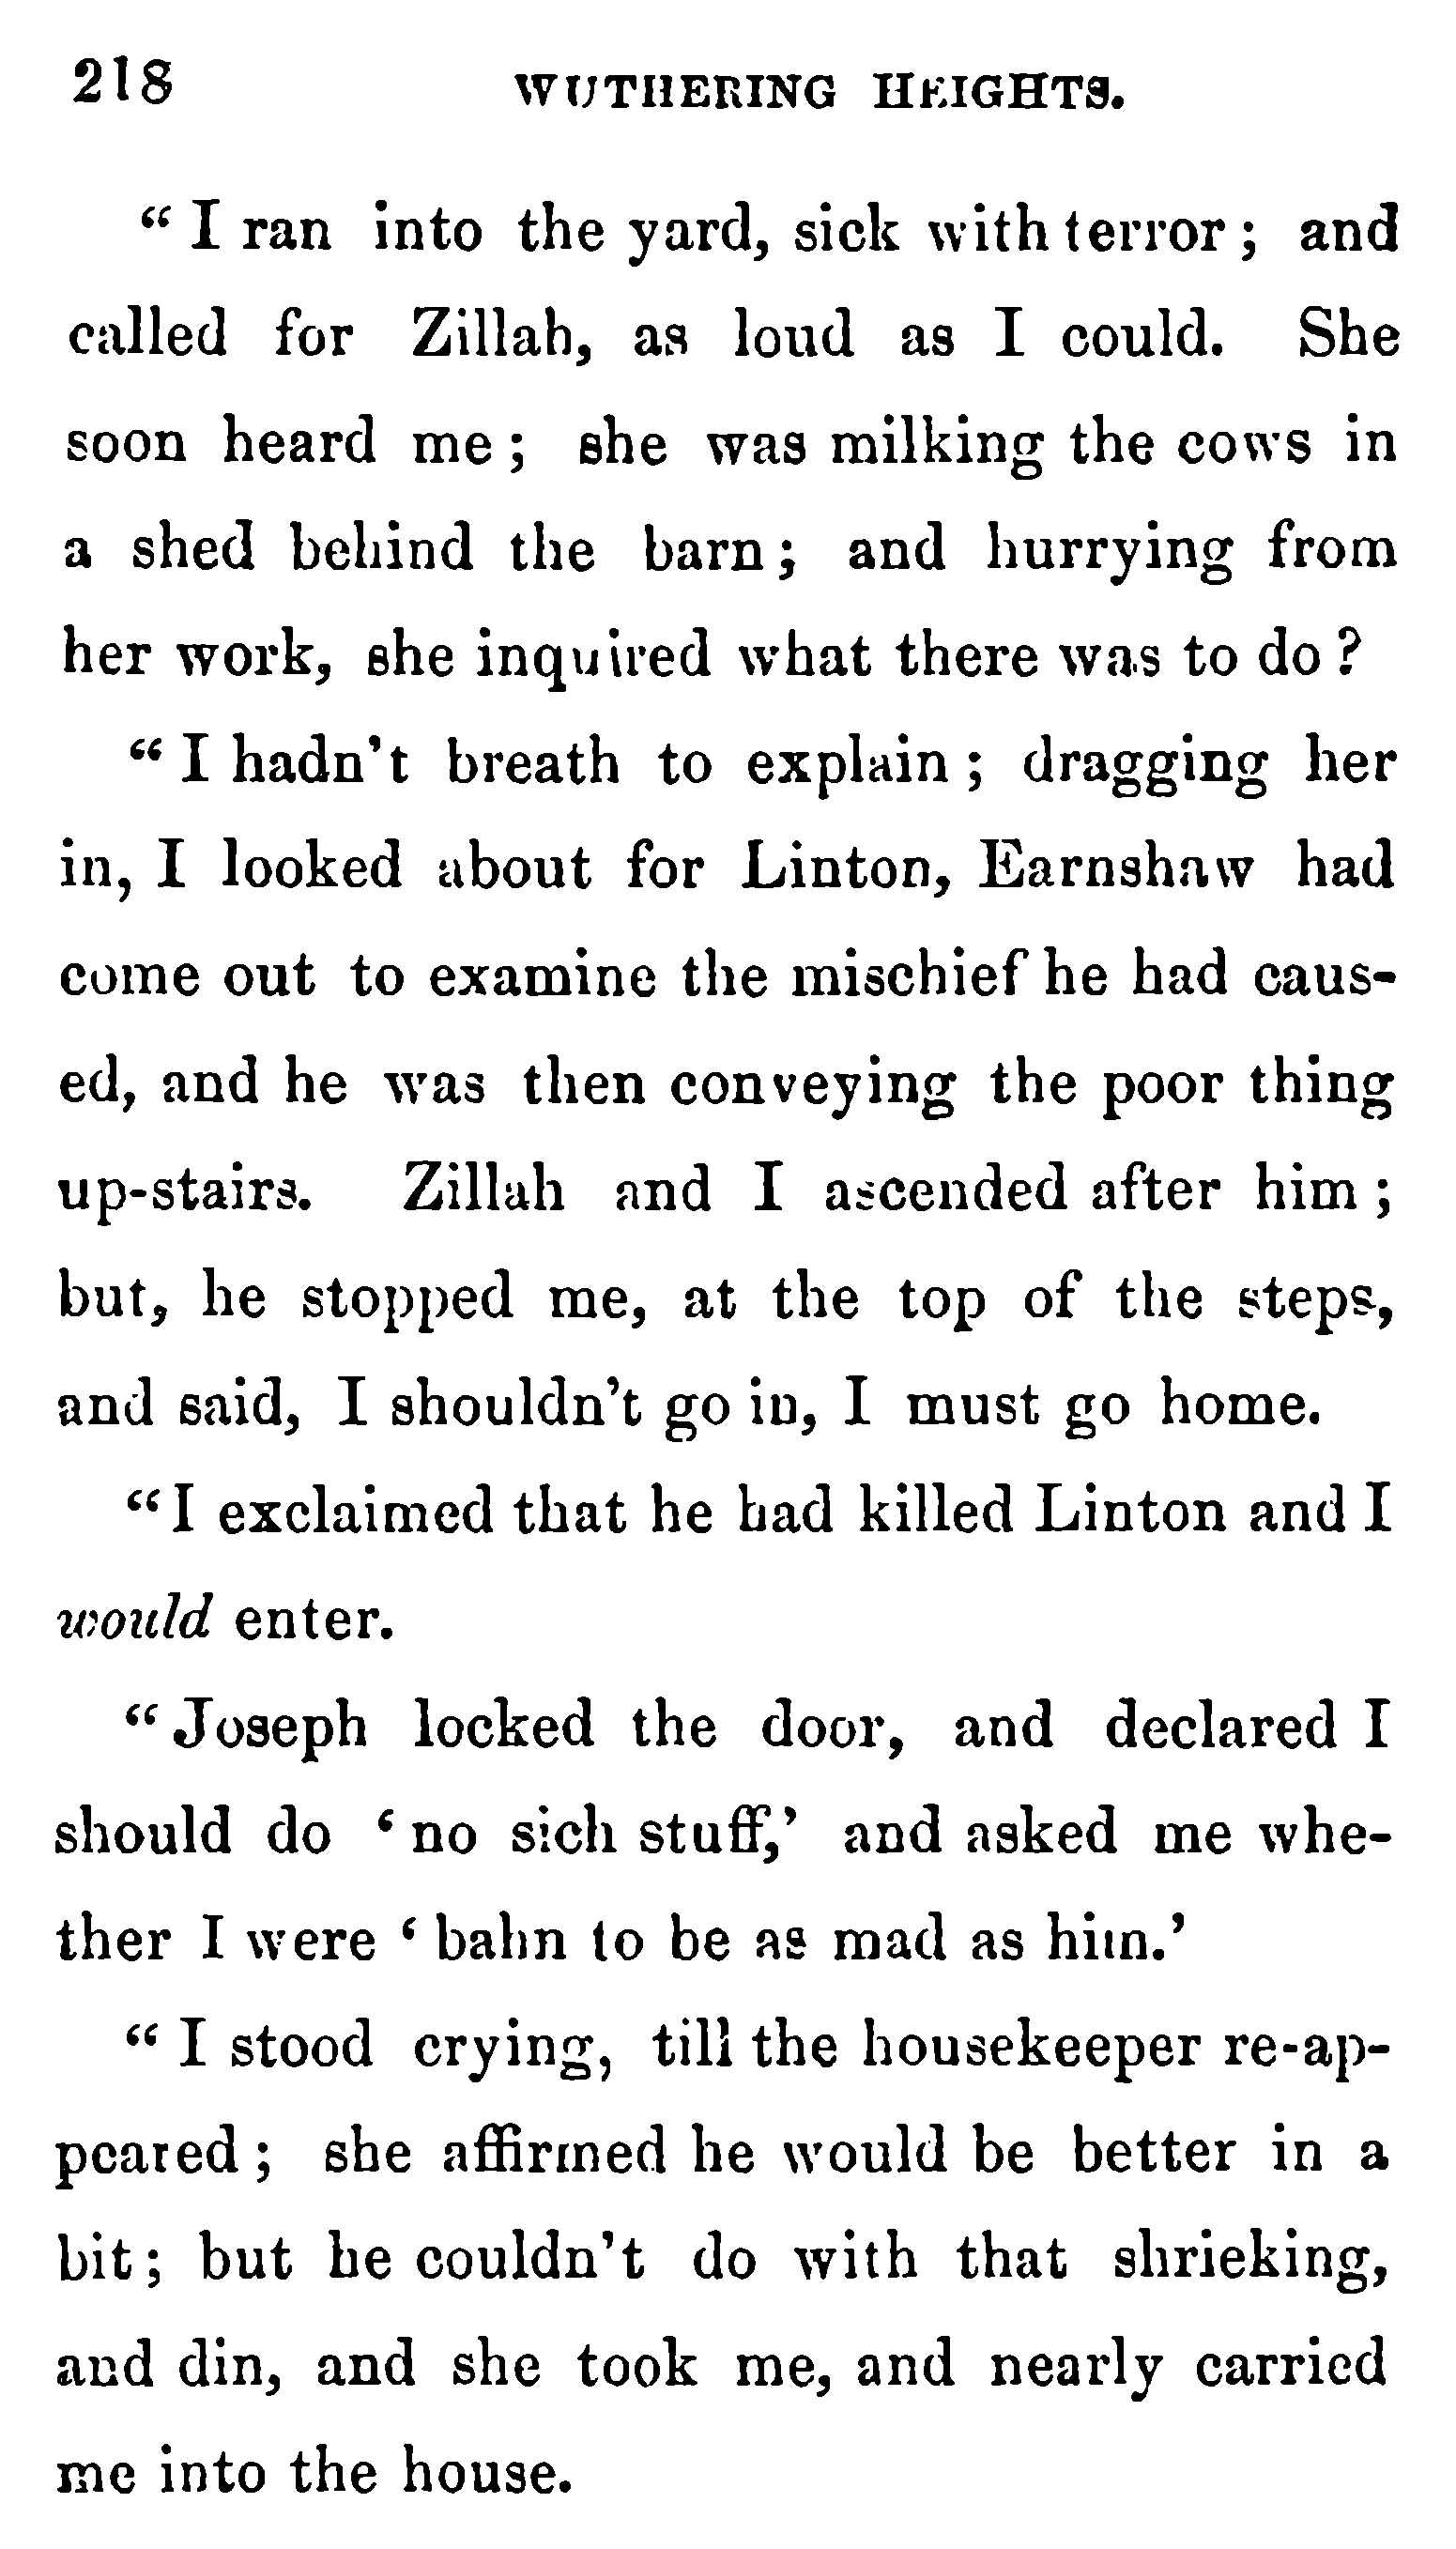 218 WUTHERING HEIGHTS.
“ I ran into the yard, sick with terror ; and
called for Zillah, as loud as I could. She
soon heard me ; she was milking the cows in
a shed behind the barn ; and hurrying from
her work, she inquired what there was to do ?
“ I hadn’t breath to explain ; dragging her
in, I looked about for Linton, Earnshaw had
come out to examine the mischief he had caus-
ed, and he was then conveying the poor thing
up-stairs. Zillah and I ascended after him ;
but, he stopped me, at the top of the steps,
and said, I shouldn’t go in, I must go home.
“ I exclaimed that he had killed Linton and I
would enter.
“ Joseph locked the door, and declared I
should do ‘ no sich stuff,’ and asked me whe-
ther I were ‘ bahn to be as mad as him.’
“ I stood crying, till the housekeeper re-ap-
peared ; she affirmed he would be better in a
bit ; but he couldn’t do with that shrieking,
and din, and she took me, and nearly carried
me into the house.